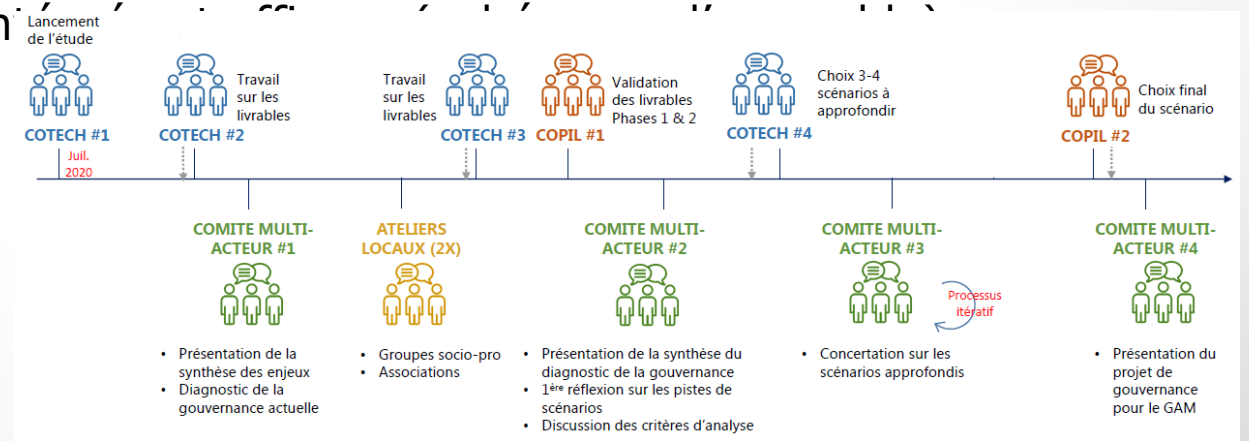 Lancement
de l'étude
COTECH #1
Juil.
2020
Travail
sur les
livrables
COTECH #2
Travail
sur les
livrables
COTECH #3
Validation
des livrables
Phases 1 & 2
COPIL #1
Choix 3-4
scénarios à
approfondir
COTECH #4
Choix final
du scénario
COPIL #2
COMITE MULTI-
ACTEUR #1
• Présentation de la
synthèse des enjeux
• Diagnostic de la
gouvernance actuelle
ATELIERS
LOCAUX (2X)
• Groupes socio-pro
• Associations
COMITE MULTI-
ACTEUR #2
• Présentation de la synthèse du
diagnostic de la gouvernance
• 1ère réflexion sur les pistes de
scénarios
• Discussion des critères d'analyse
COMITE MULTI-
ACTEUR #3
Processus
itératif
• Concertation sur les
scénarios approfondis
COMITE MULTI-
ACTEUR #4
• Présentation du
projet de
gouvernance
pour le GAM